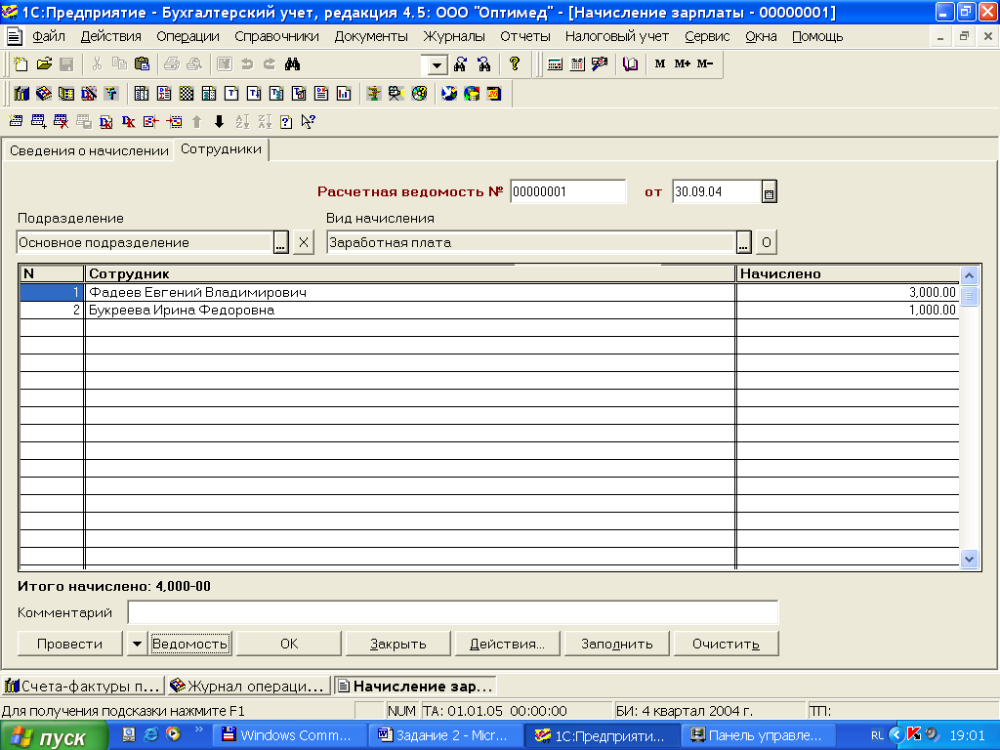 1С:Предприятие - Бухгалтерский учет, редакция 4.5: ООО "Оптимед" - [Начисление зарплаты - 00000001]
Файл Действия Операции Справочники Документы Журналы Отчеты Налоговый учет Сервис Окна Помощь
M M+ M-
Сведения о начислении Сотрудники
Расчетная ведомость № 00000001 от 30.09.04
Подразделение Вид начисления
Основное подразделение ... X Заработная плата ... О
N Сотрудник Начислено
1 Фадеев Евгений Владимирович 3,000.00
2 Букреева Ирина Федоровна 1,000.00
Итого начислено: 4,000-00
Комментарий
Провести Ведомость ОК Закрыть Действия... Заполнить Очистить
Счета-фактуры п... Журнал операци... Начисление зар...
Для получения подсказки нажмите F1 NUM ТА: 01.01.05 00:00:00 БИ: 4 квартал 2004 г. ТП:
пуск » Windows Comm... Задание 2 - Micr... 1С:Предприяти... Панель управле... RL 19:01